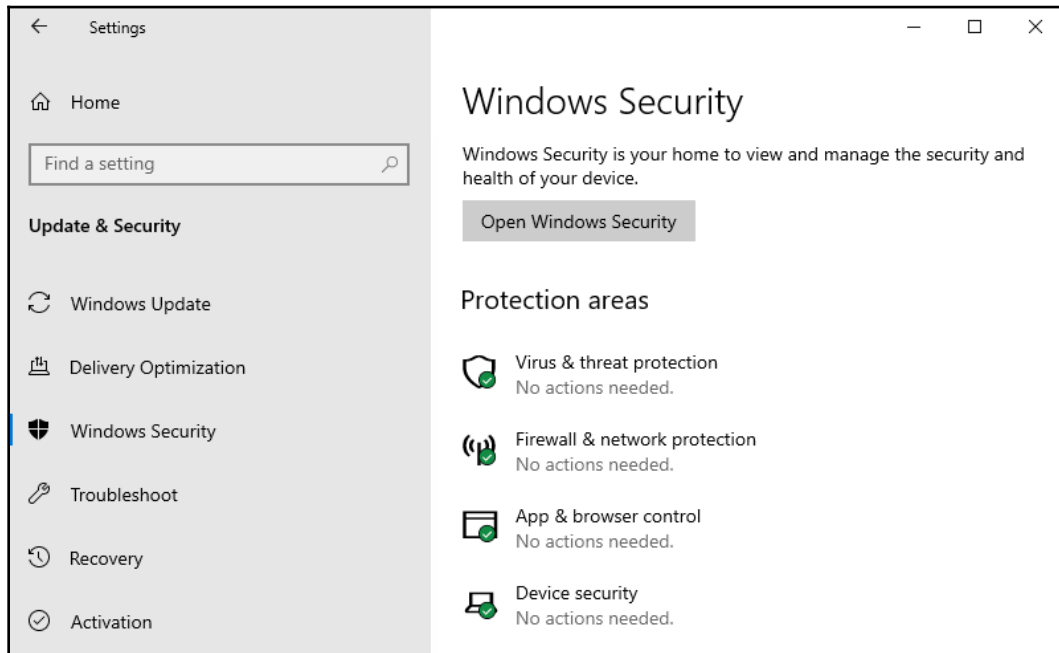 Settings
Home
Find a setting
Update & Security
Windows Update
Delivery Optimization
Windows Security
Troubleshoot
Recovery
Activation
Windows Security
Windows Security is your home to view and manage the security and
health of your device.
Open Windows Security
Protection areas
Virus & threat protection
No actions needed.
Firewall & network protection
No actions needed.
App & browser control
No actions needed.
Device security
No actions needed.